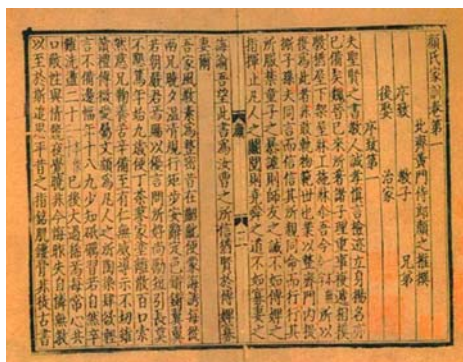 顏氏家訓卷第一
北齊黃門侍郎顏之推撰
序致 教子 兄弟
後娶 治家
序致第一
夫聖賢之書教人誠孝慎言檢迹立身揚名亦
已備矣魏晉已來所著諸子理重事複遞相摸
斆猶屋下架屋牀上施牀爾吾今所以
復為此者非敢軌物範世也業以整齊門內提
撕子孫夫同言而信信其所親同命而行行其
所服禁童子之暴謔則師友之誡不如傅婢之
指揮止凡人之鬬鬩則堯舜之道不如寡妻之
誨諭吾望此書為汝曹之所信猶賢於傅婢寡
妻爾
吾家風教素為整密昔在齠齔便蒙誨誘每從
兩兄曉夕溫凊規行矩步安辭定色鏘鏘翼翼
若朝嚴君焉賜以優言問所好尚勵短引長莫
不懇篤年始九歲便丁荼蓼家塗離散百口索
然慈兄鞠養苦辛備至有仁無威導示不切雖
讀禮傳微愛屬文頗為凡人之所陶染肆欲輕
言不備邊幅年十八九少知砥礪習若自然卒
難洗盪二十已後大過稀焉每常心共
口敵性與情競夜覺曉非今悔昨失自憐無教
以至於斯追思平昔之指銘肌鏤骨非徒古書